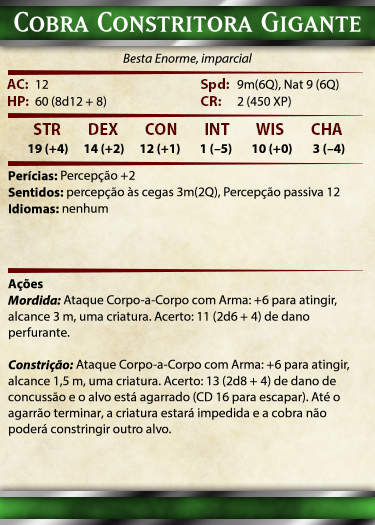 Cobra Constritora Gigante
Besta Enorme, imparcial
AC: 12 Spd: 9m(6Q), Nat 9 (6Q)
HP: 60 (8d12 + 8) CR: 2 (450 XP)
STR DEX CON INT WIS CHA
19 (+4) 14 (+2) 12 (+1) 1 (–5) 10 (+0) 3 (–4)
Perícias: Percepção +2
Sentidos: percepção às cegas 3m(2Q), Percepção passiva 12
Idiomas: nenhum
Ações
Mordida: Ataque Corpo-a-Corpo com Arma: +6 para atingir,
alcance 3 m, uma criatura. Acerto: 11 (2d6 + 4) de dano
perfurante.
Constrição: Ataque Corpo-a-Corpo com Arma: +6 para atingir,
alcance 1,5 m, uma criatura. Acerto: 13 (2d8 + 4) de dano de
concussão e o alvo está agarrado (CD 16 para escapar). Até o
agarrão terminar, a criatura estará impedida e a cobra não
poderá constringir outro alvo.